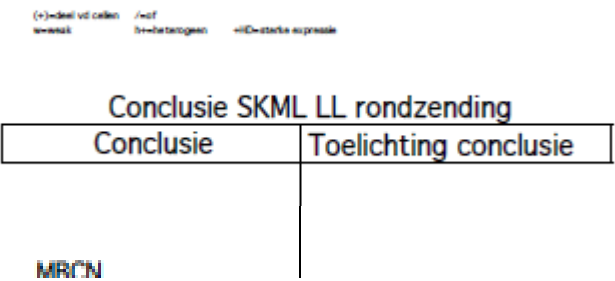 (+)=deel vd cellen /=of
w=weak h+=heterogeen +HD=sterke expressie
Conclusie SKML LL rondzending
Conclusie Toelichting conclusie
MBCN